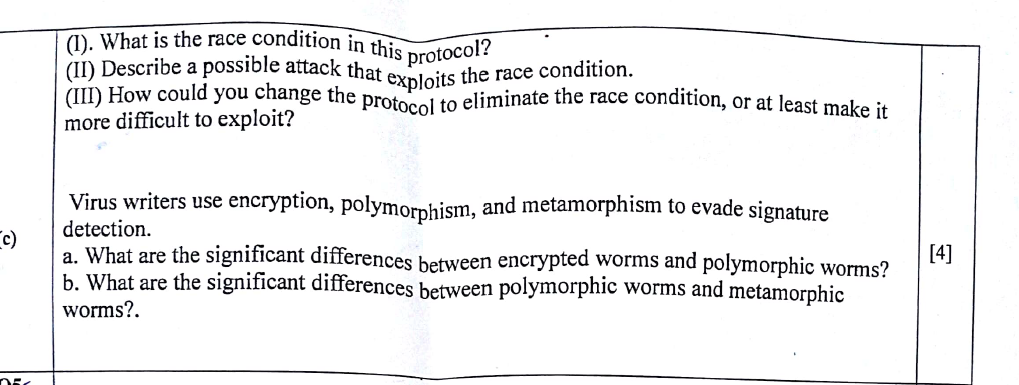 (I). What is the race condition in this protocol?
(II) Describe a possible attack that exploits the race condition.
(III) How could you change the protocol to eliminate the race condition, or at least make it
more difficult to exploit?
Virus writers use encryption, polymorphism, and metamorphism to evade signature
detection.
(c)
a. What are the significant differences between encrypted worms and polymorphic worms?
[4]
b. What are the significant differences between polymorphic worms and metamorphic
worms?.